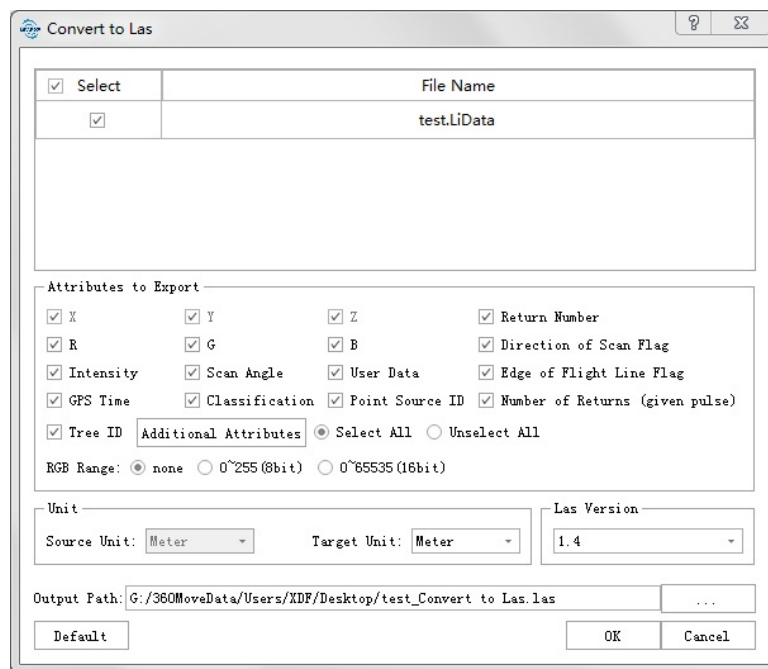 Convert to Las
Select File Name
test.LiData
Attributes to Export
X Y Z Return Number
R G B Direction of Scan Flag
Intensity Scan Angle User Data Edge of Flight Line Flag
GPS Time Classification Point Source ID Number of Returns (given pulse)
Tree ID Additional Attributes Select All Unselect All
RGB Range: none 0~255(8bit) 0~65535(16bit)
Unit Las Version
Source Unit: Meter Target Unit: Meter 1.4
Output Path: G:/360MoveData/Users/XDF/Desktop/test_Convert to Las.las ...
Default OK Cancel